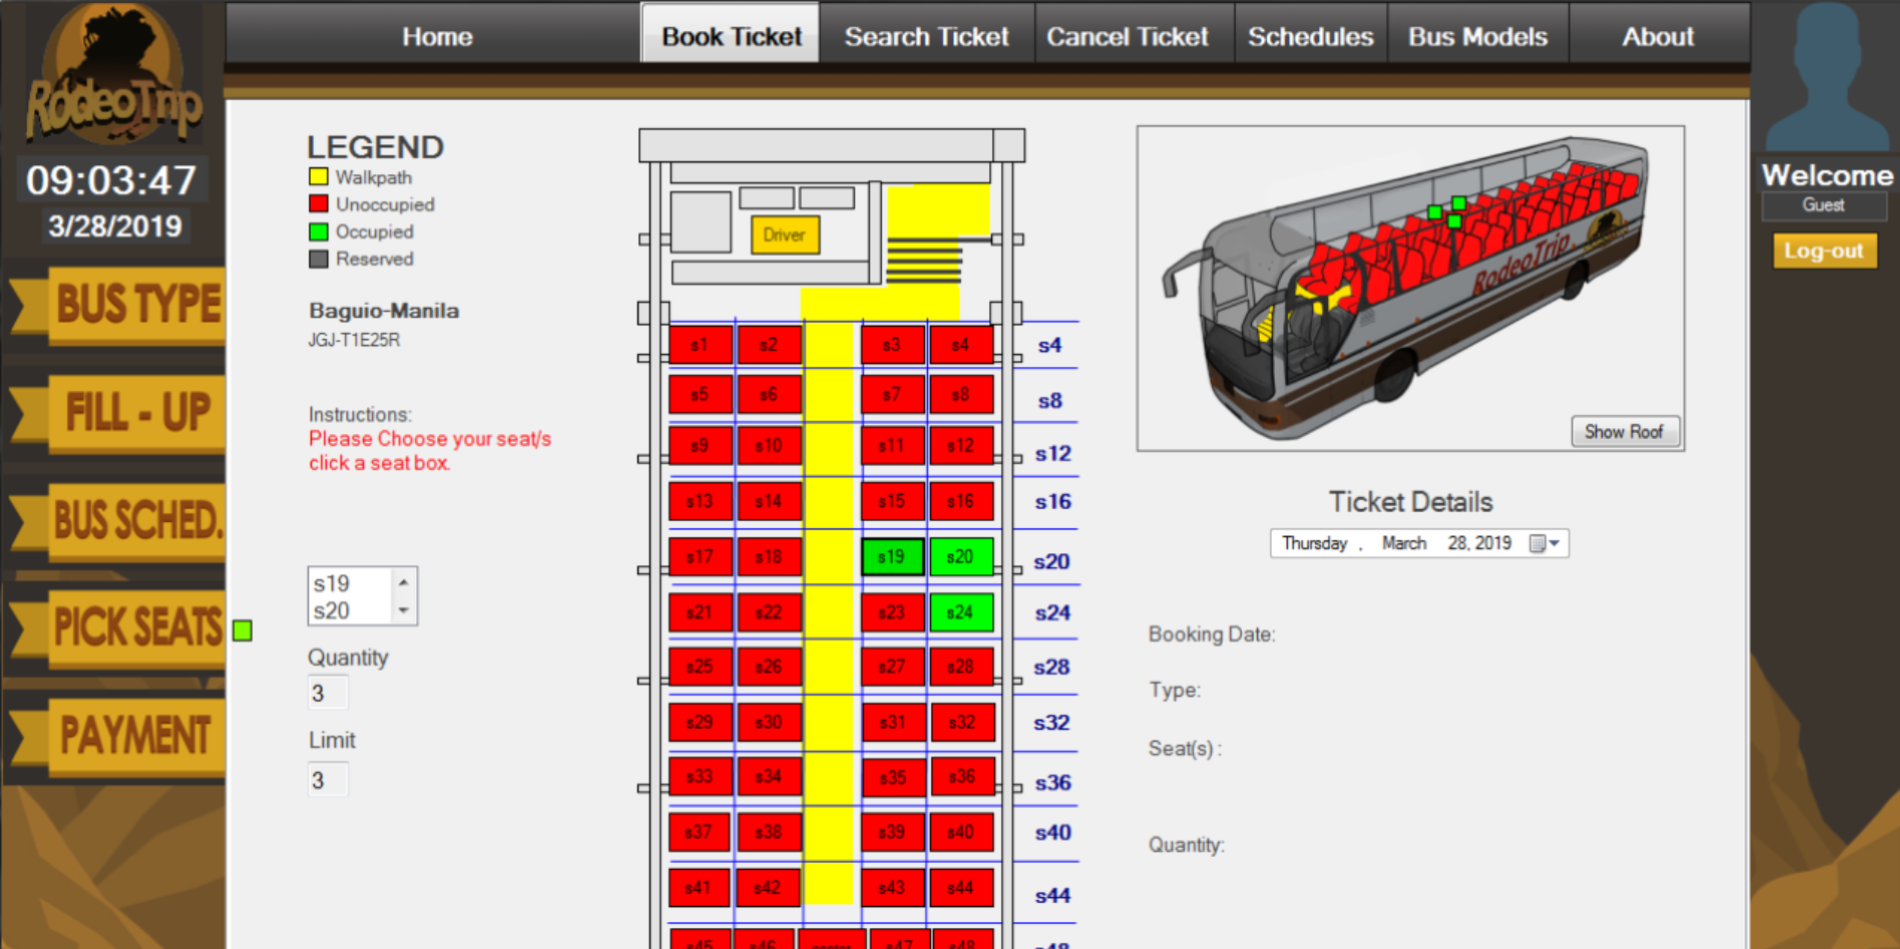 Home
Book Ticket
Search Ticket
Cancel Ticket
Schedules
Bus Models
About
RodeoTrip
09:03:47
3/28/2019
BUS TYPE
FILL - UP
BUS SCHED.
PICK SEATS
PAYMENT
LEGEND
Walkpath
Unoccupied
Occupied
Reserved
Baguio-Manila
JGJ-T1E25R
Instructions:
Please Choose your seat/s
click a seat box.
s19
s20
Quantity
3
Limit
3
Driver
s1 s2 s3 s4 s4
s5 s6 s7 s8 s8
s9 s10 s11 s12 s12
s13 s14 s15 s16 s16
s17 s18 s19 s20 s20
s21 s22 s23 s24 s24
s25 s26 s27 s28 s28
s29 s30 s31 s32 s32
s33 s34 s35 s36 s36
s37 s38 s39 s40 s40
s41 s42 s43 s44 s44
s45 s46 s47 s48 s48
RodeoTrip
Show Roof
Ticket Details
Thursday , March 28, 2019
Booking Date:
Type:
Seat(s) :
Quantity:
Welcome
Guest
Log-out